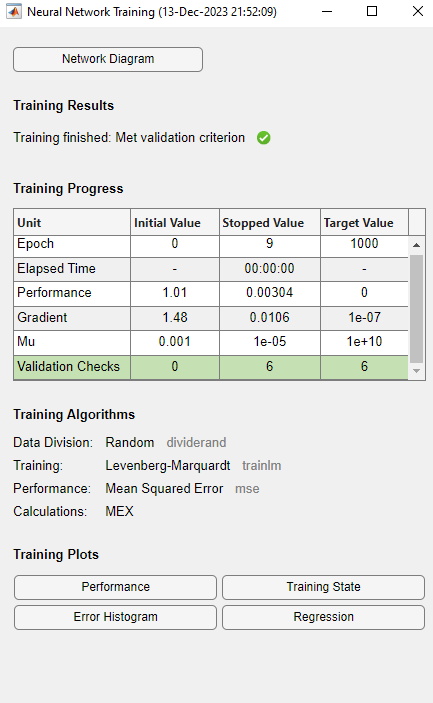 Neural Network Training (13-Dec-2023 21:52:09)
Network Diagram
Training Results
Training finished: Met validation criterion
Training Progress
Unit Initial Value Stopped Value Target Value
Epoch 0 9 1000
Elapsed Time - 00:00:00 -
Performance 1.01 0.00304 0
Gradient 1.48 0.0106 1e-07
Mu 0.001 1e-05 1e+10
Validation Checks 0 6 6
Training Algorithms
Data Division: Random dividerand
Training: Levenberg-Marquardt trainlm
Performance: Mean Squared Error mse
Calculations: MEX
Training Plots
Performance Training State
Error Histogram Regression